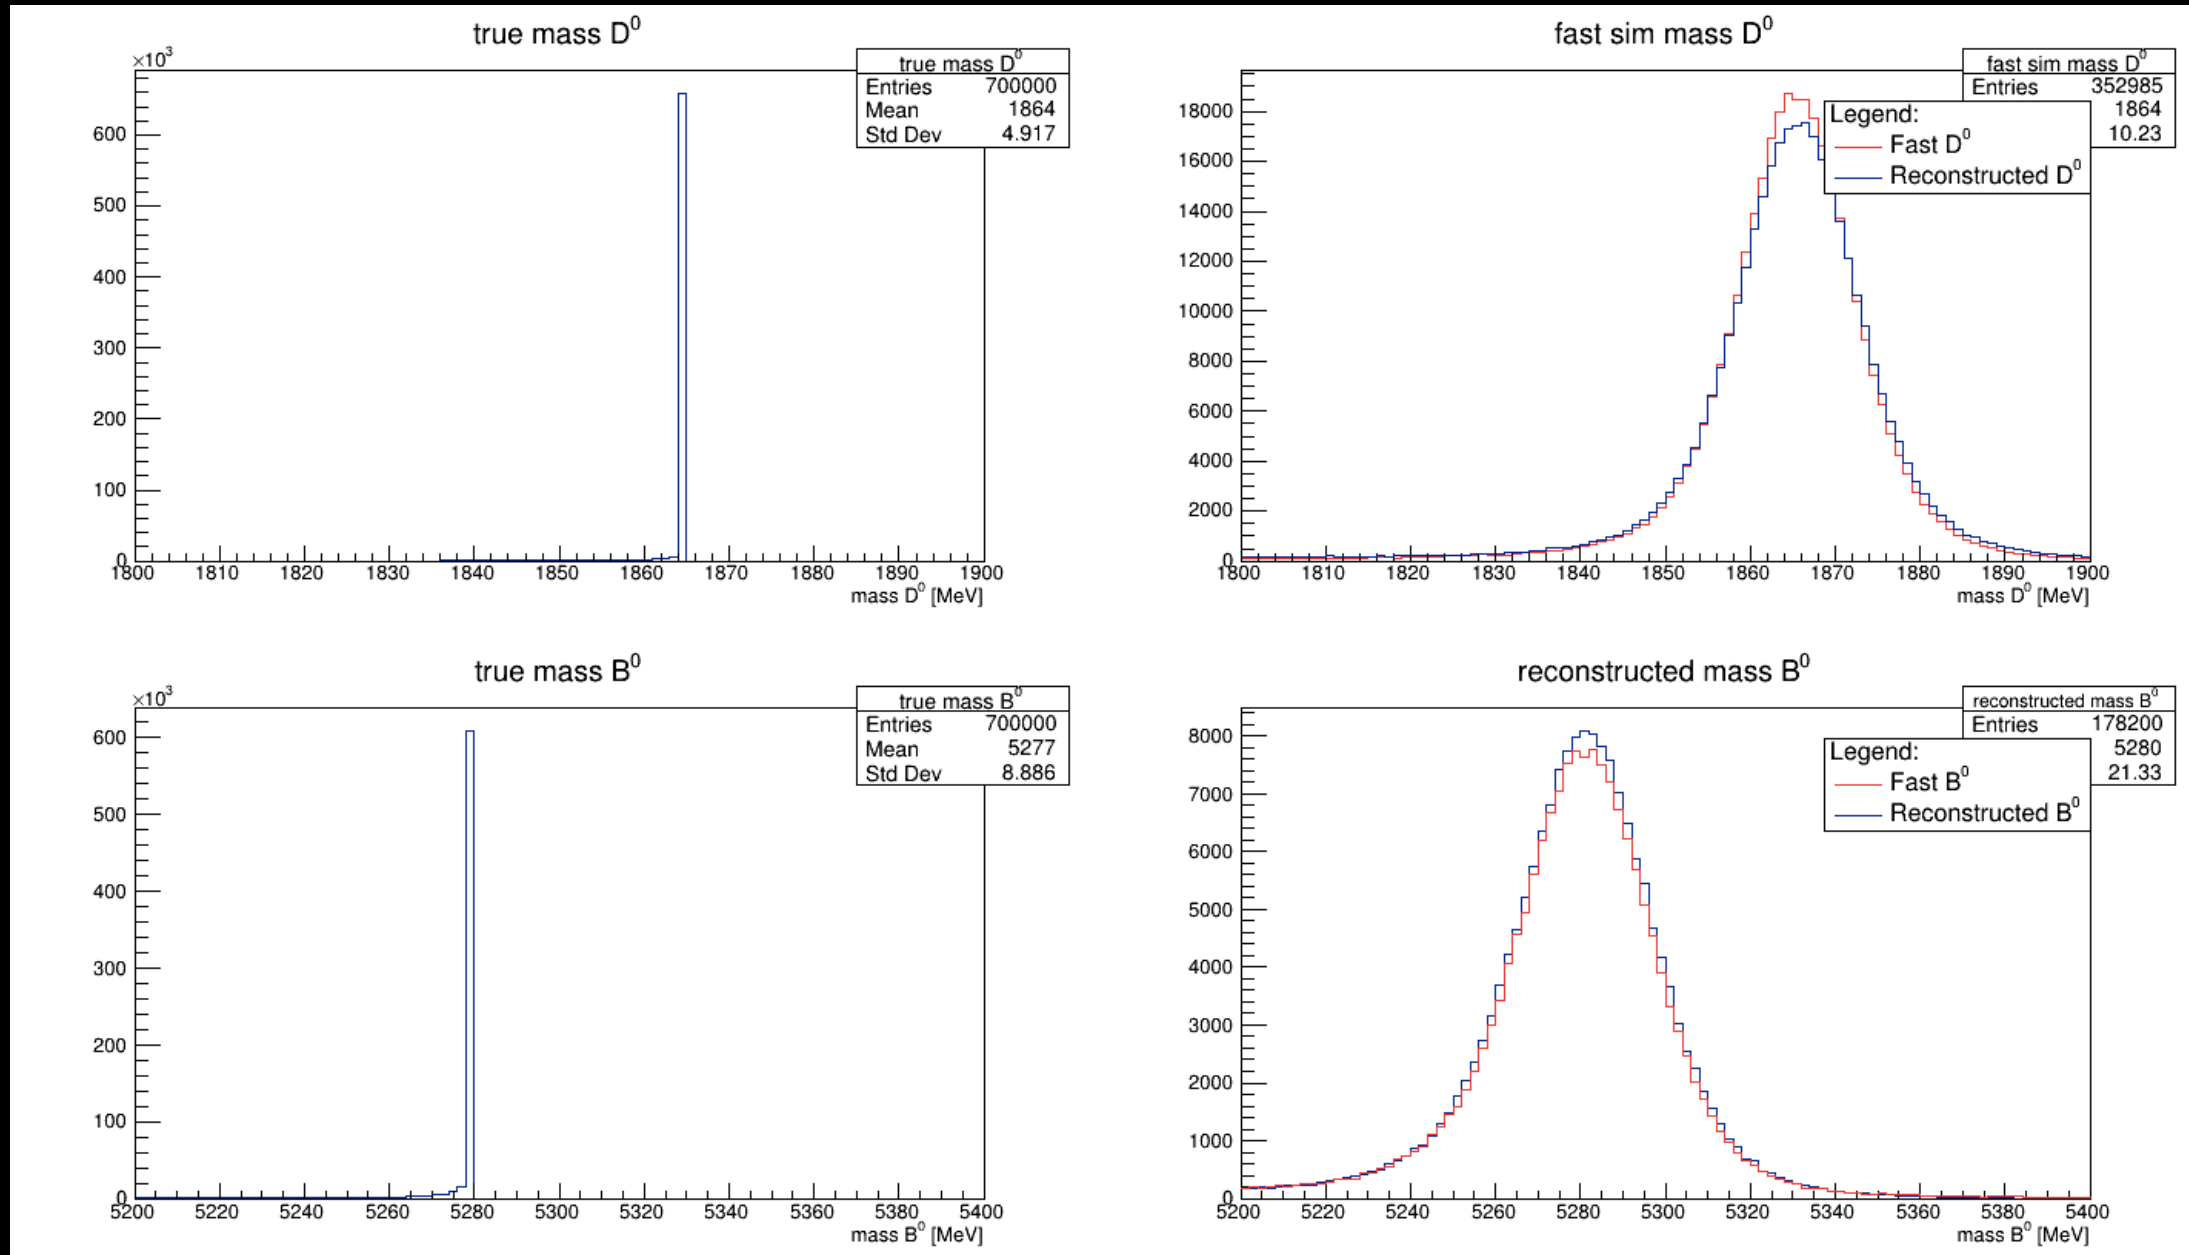 true mass D⁰
×10³
true mass D⁰
Entries 700000
Mean 1864
Std Dev 4.917
600
500
400
300
200
100
0
1800 1810 1820 1830 1840 1850 1860 1870 1880 1890 1900
mass D⁰ [MeV]
fast sim mass D⁰
fast sim mass D⁰
Entries 352985
1864
10.23
Legend:
Fast D⁰
Reconstructed D⁰
18000
16000
14000
12000
10000
8000
6000
4000
2000
0
1800 1810 1820 1830 1840 1850 1860 1870 1880 1890 1900
mass D⁰ [MeV]
true mass B⁰
×10³
true mass B⁰
Entries 700000
Mean 5277
Std Dev 8.886
600
500
400
300
200
100
0
5200 5220 5240 5260 5280 5300 5320 5340 5360 5380 5400
mass B⁰ [MeV]
reconstructed mass B⁰
reconstructed mass B⁰
Entries 178200
5280
21.33
Legend:
Fast B⁰
Reconstructed B⁰
8000
7000
6000
5000
4000
3000
2000
1000
0
5200 5220 5240 5260 5280 5300 5320 5340 5360 5380 5400
mass B⁰ [MeV]